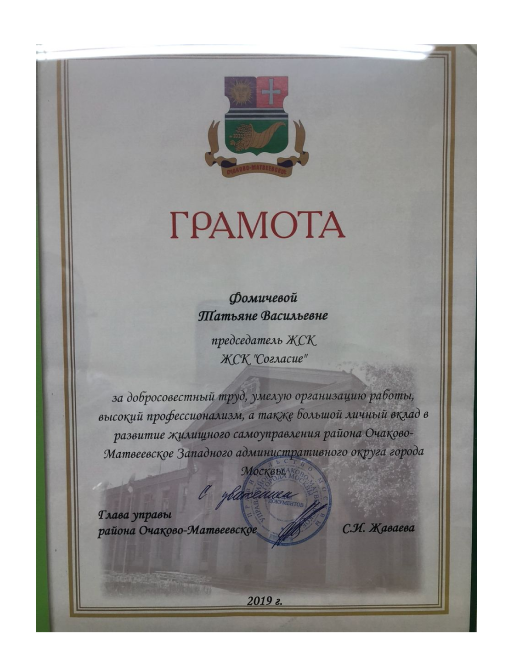 ОЧАКОВО-МАТВЕЕВСКОЕ
ГРАМОТА
Фомичевой
Татьяне Васильевне
председатель ЖСК
ЖСК "Согласие"
за добросовестный труд, умелую организацию работы,
высокий профессионализм, а также большой личный вклад в
развитие жилищного самоуправления района Очаково-
Матвеевское Западного административного округа города
Москвы
С уважением
Глава управы
района Очаково-Матвеевское
С.И. Жаваева
2019 г.